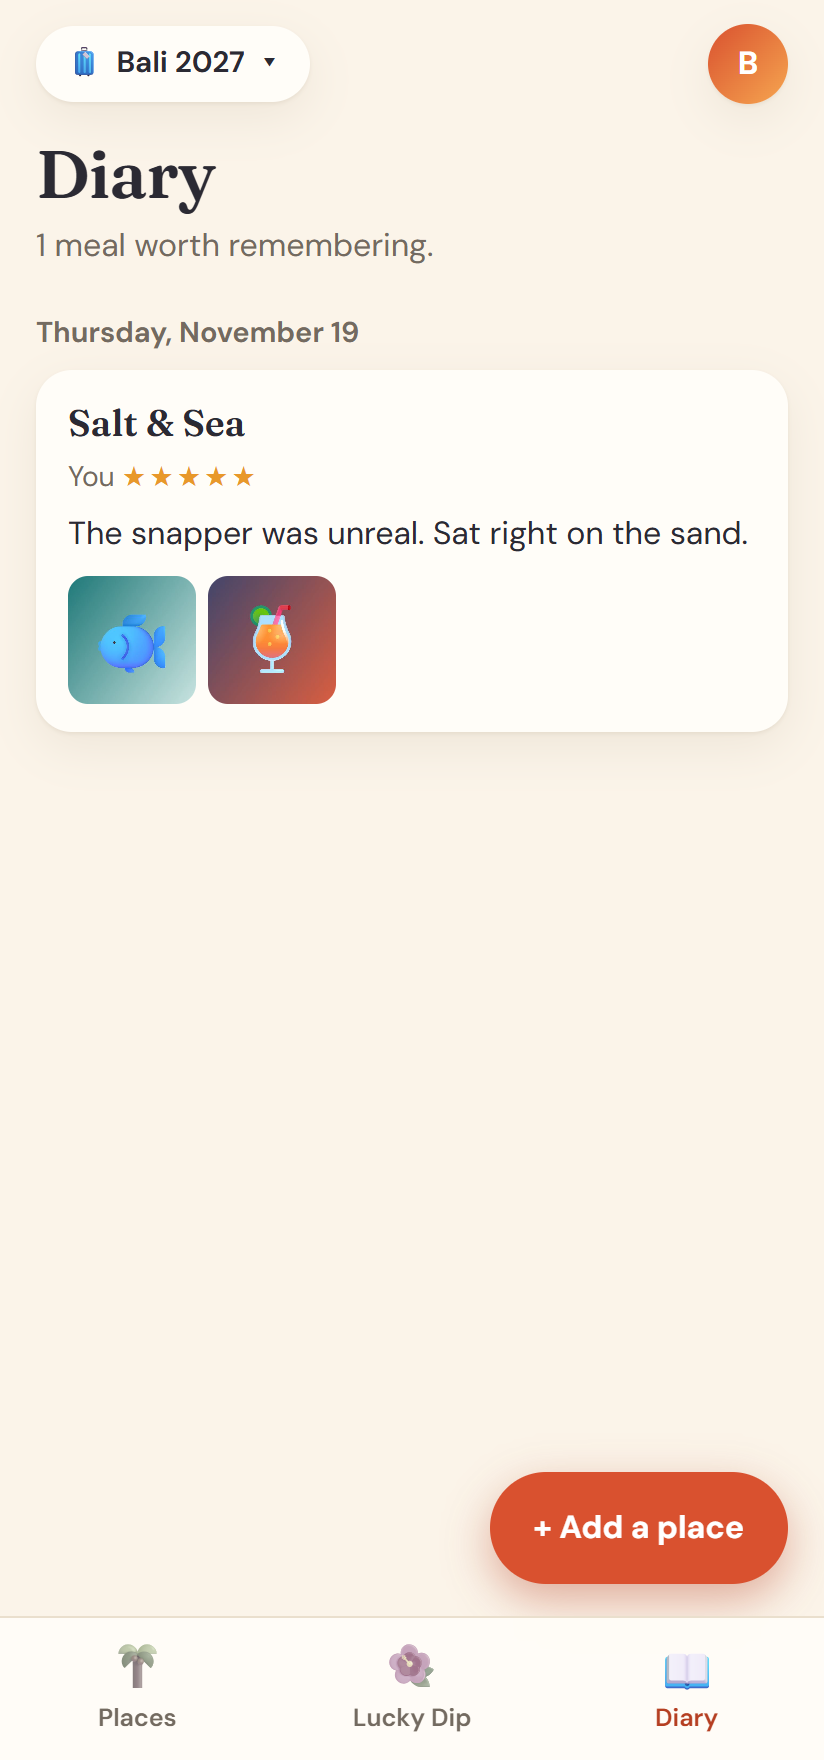 Bali 2027 ▼
B
Diary
1 meal worth remembering.
Thursday, November 19
Salt & Sea
You ★★★★★
The snapper was unreal. Sat right on the sand.
+ Add a place
Places
Lucky Dip
Diary